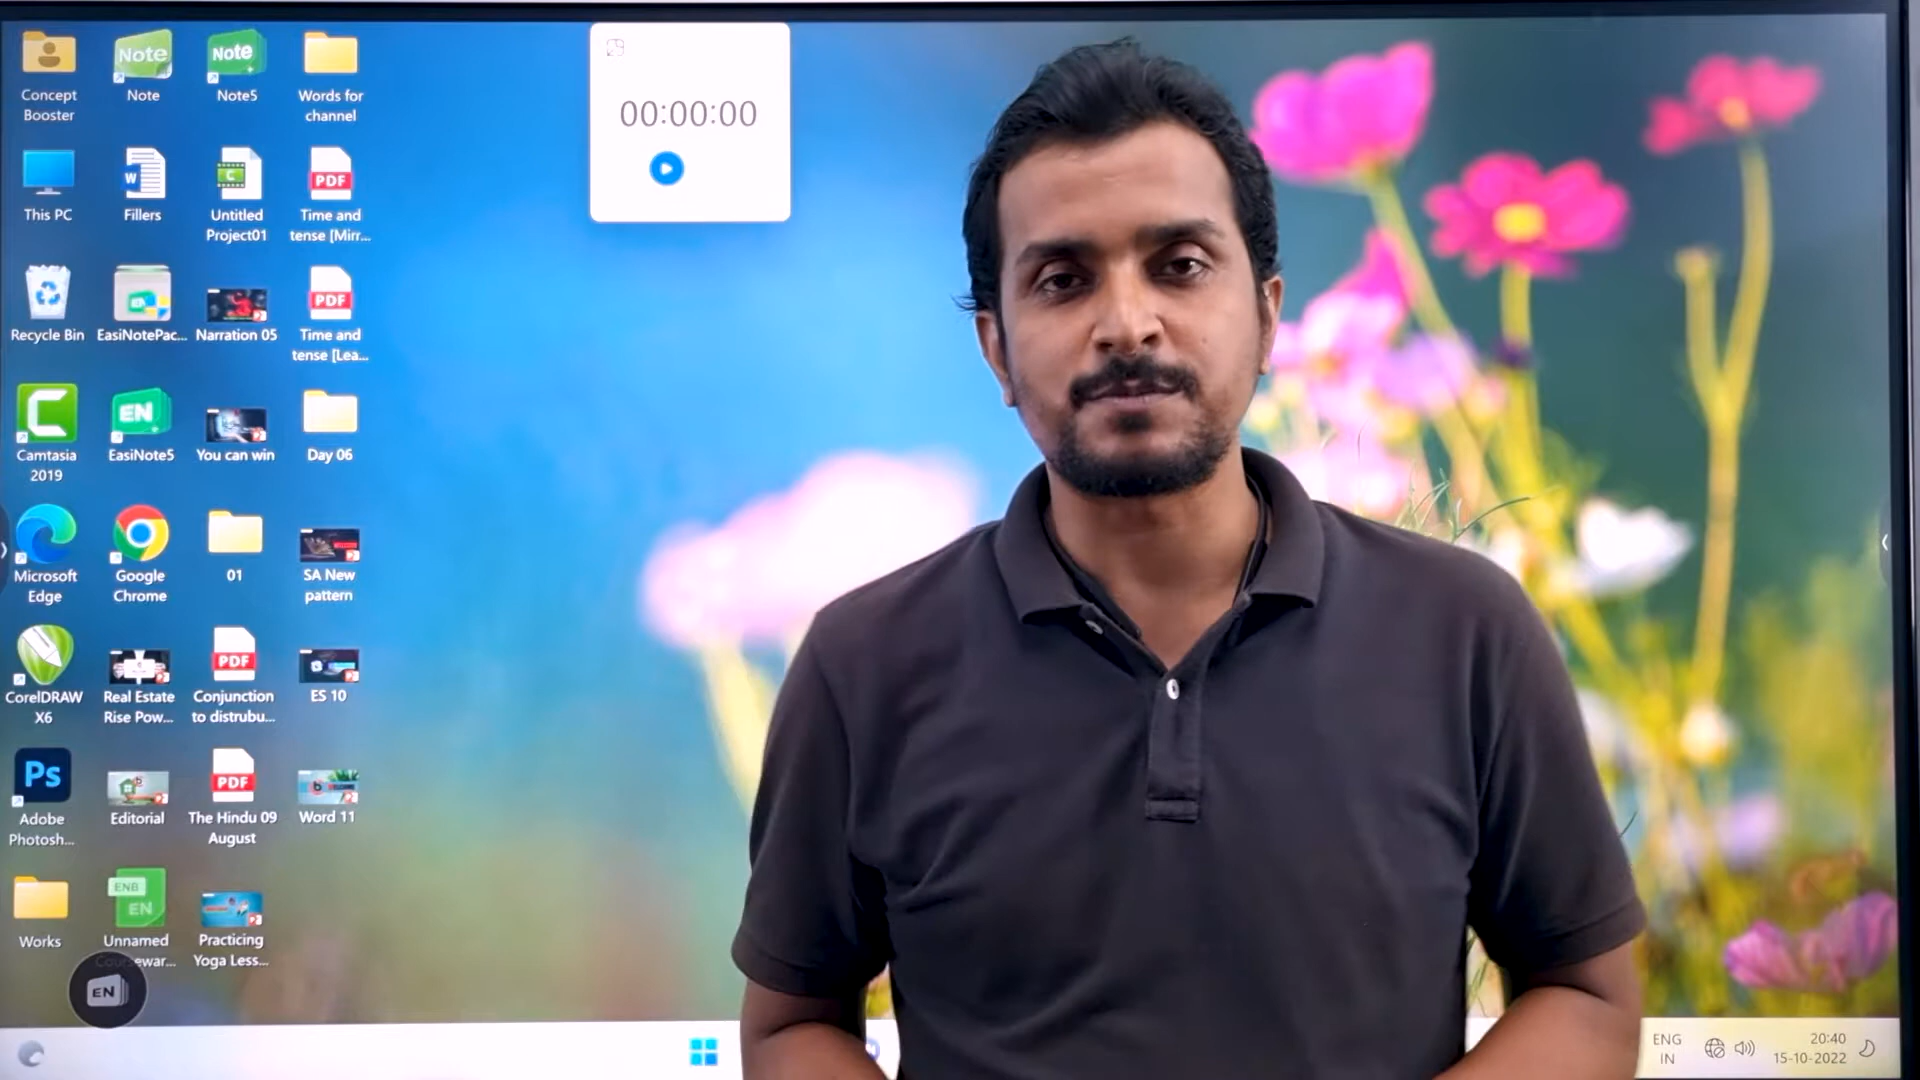 Concept
Booster
Note
Note
Note5
Note
Words for
channel
00:00:00
This PC
W
Fillers
C
Untitled
Project01
PDF
Time and
tense [Mirr...
Recycle Bin
EN
EasiNotePac...
Narration 05
PDF
Time and
tense [Lea...
Camtasia
2019
EN
EasiNote5
You can win
Day 06
Microsoft
Edge
Google
Chrome
01
SA New
pattern
CorelDRAW
X6
Real Estate
Rise Pow...
PDF
Conjunction
to distrubu...
ES 10
Ps
Adobe
Photosh...
Editorial
PDF
The Hindu 09
August
Word 11
Works
ENB
EN
Unnamed
Coursewar...
Practicing
Yoga Less...
EN
ENG
IN
20:40
15-10-2022